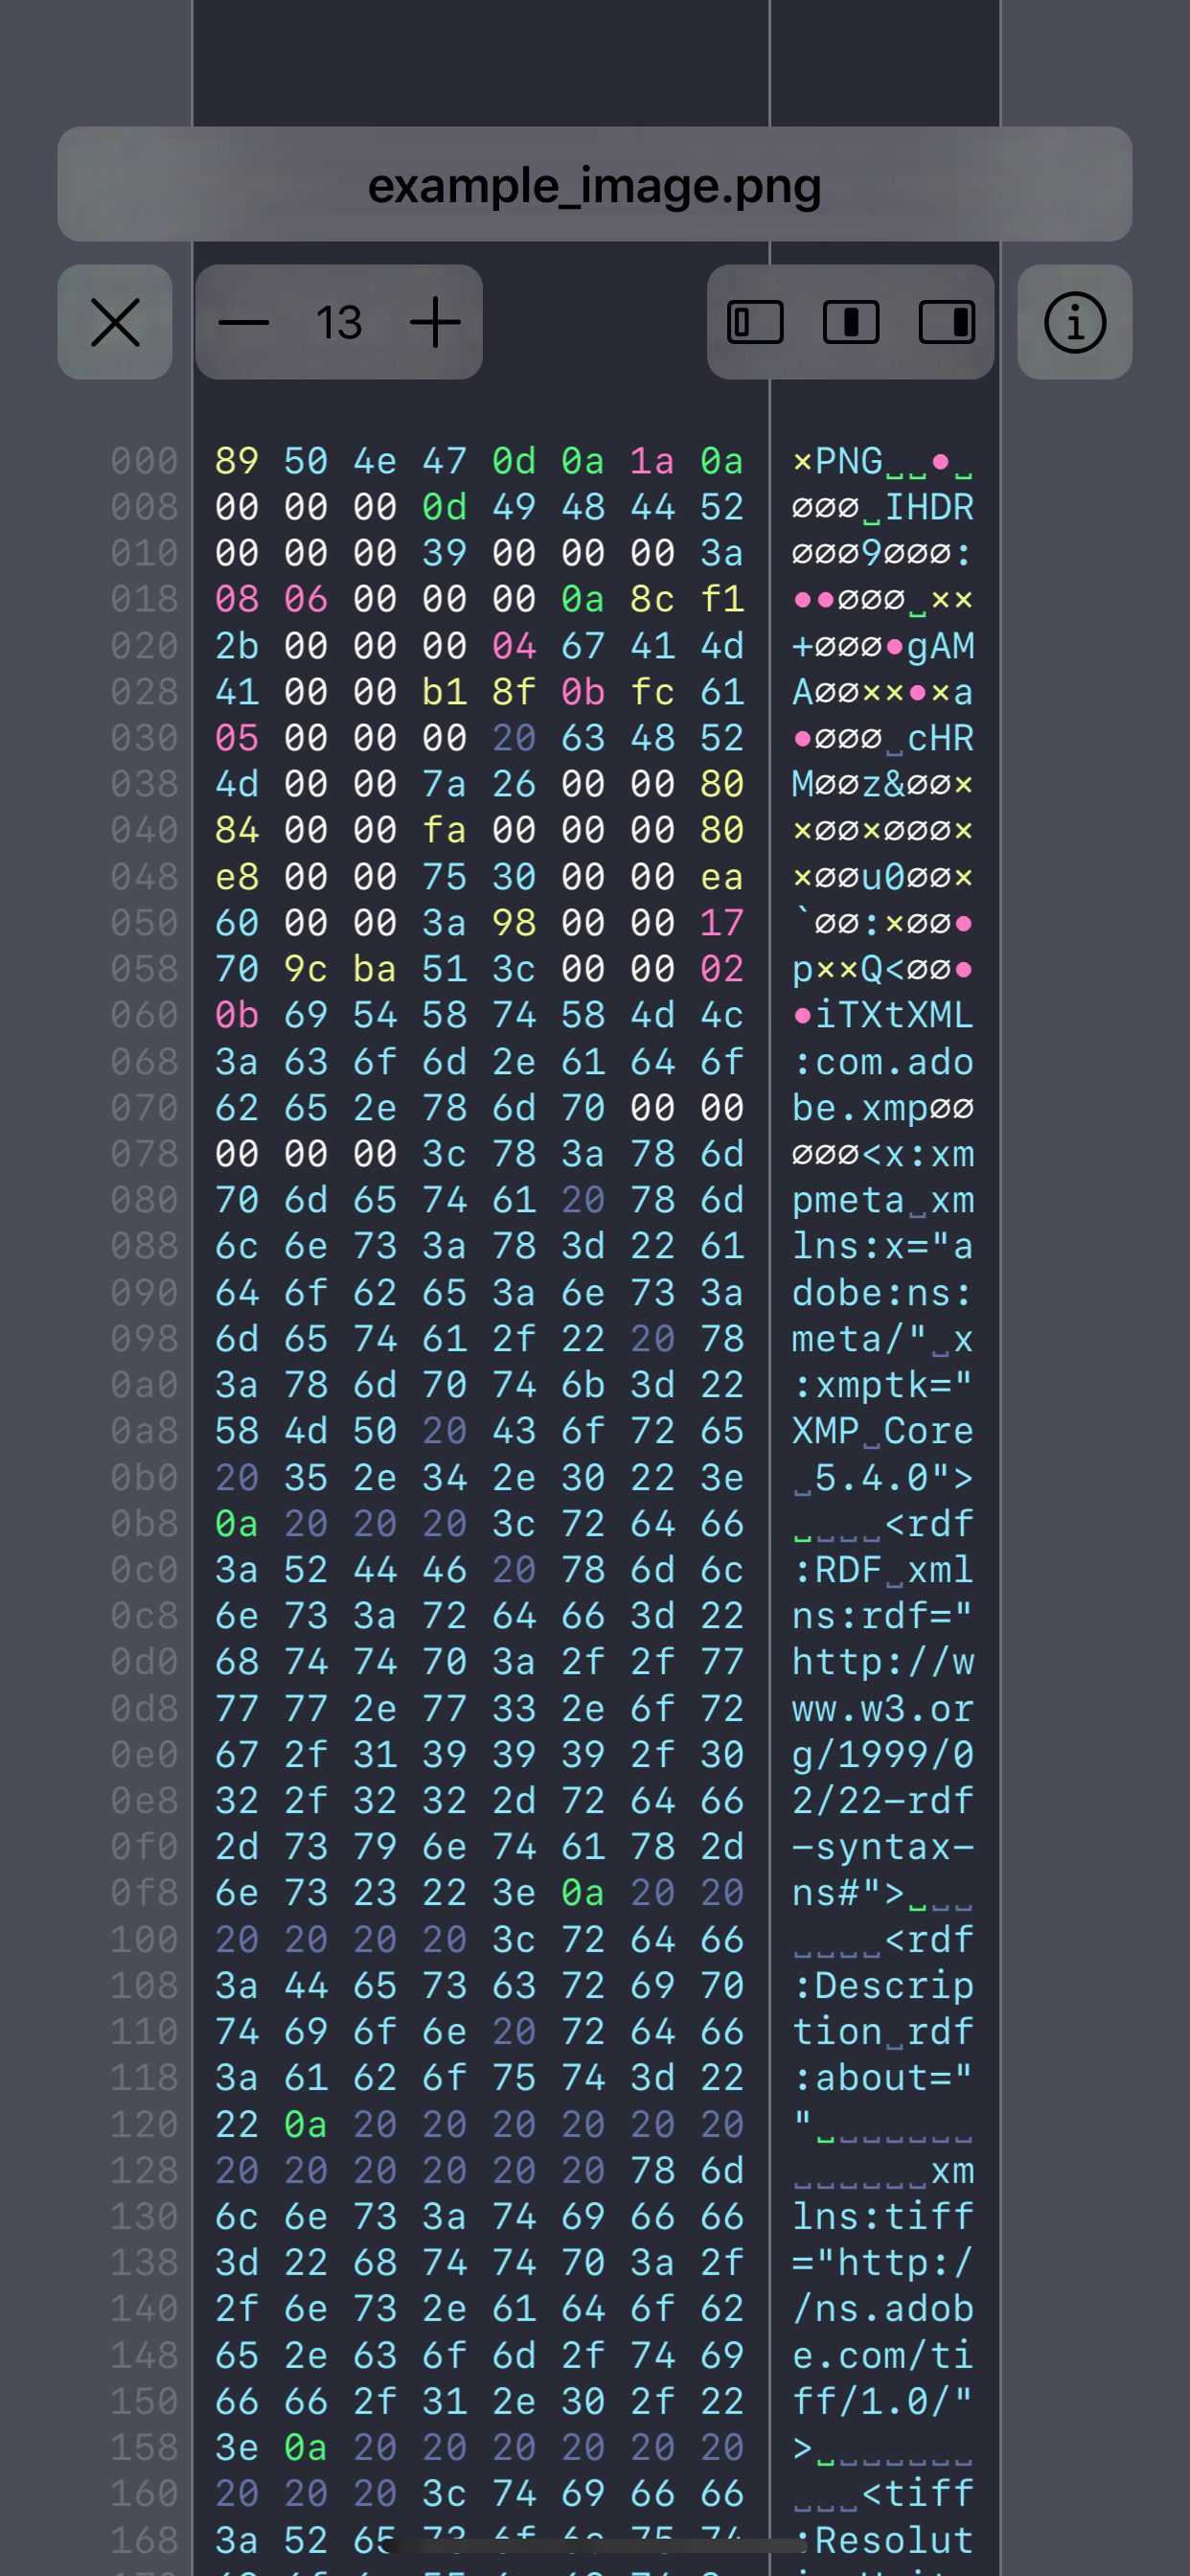 example_image.png
13
000 89 50 4e 47 0d 0a 1a 0a ×PNG␣␣•␣
008 00 00 00 0d 49 48 44 52 ∅∅∅␣IHDR
010 00 00 00 39 00 00 00 3a ∅∅∅9∅∅∅:
018 08 06 00 00 00 0a 8c f1 ••∅∅∅␣××
020 2b 00 00 00 04 67 41 4d +∅∅∅•gAM
028 41 00 00 b1 8f 0b fc 61 A∅∅××•×a
030 05 00 00 00 20 63 48 52 •∅∅∅␣cHR
038 4d 00 00 7a 26 00 00 80 M∅∅z&∅∅×
040 84 00 00 fa 00 00 00 80 ×∅∅×∅∅∅×
048 e8 00 00 75 30 00 00 ea ×∅∅u0∅∅×
050 60 00 00 3a 98 00 00 17 `∅∅:×∅∅•
058 70 9c ba 51 3c 00 00 02 p××Q<∅∅•
060 0b 69 54 58 74 58 4d 4c •iTXtXML
068 3a 63 6f 6d 2e 61 64 6f :com.ado
070 62 65 2e 78 6d 70 00 00 be.xmp∅∅
078 00 00 00 3c 78 3a 78 6d ∅∅∅<x:xm
080 70 6d 65 74 61 20 78 6d pmeta␣xm
088 6c 6e 73 3a 78 3d 22 61 lns:x="a
090 64 6f 62 65 3a 6e 73 3a dobe:ns:
098 6d 65 74 61 2f 22 20 78 meta/"␣x
0a0 3a 78 6d 70 74 6b 3d 22 :xmptk="
0a8 58 4d 50 20 43 6f 72 65 XMP␣Core
0b0 20 35 2e 34 2e 30 22 3e ␣5.4.0">
0b8 0a 20 20 20 3c 72 64 66 ␣␣␣␣<rdf
0c0 3a 52 44 46 20 78 6d 6c :RDF␣xml
0c8 6e 73 3a 72 64 66 3d 22 ns:rdf="
0d0 68 74 74 70 3a 2f 2f 77 http://w
0d8 77 77 2e 77 33 2e 6f 72 ww.w3.or
0e0 67 2f 31 39 39 39 2f 30 g/1999/0
0e8 32 2f 32 32 2d 72 64 66 2/22-rdf
0f0 2d 73 79 6e 74 61 78 2d -syntax-
0f8 6e 73 23 22 3e 0a 20 20 ns#">␣␣␣
100 20 20 20 20 3c 72 64 66 ␣␣␣␣<rdf
108 3a 44 65 73 63 72 69 70 :Descrip
110 74 69 6f 6e 20 72 64 66 tion␣rdf
118 3a 61 62 6f 75 74 3d 22 :about="
120 22 0a 20 20 20 20 20 20 "␣␣␣␣␣␣␣
128 20 20 20 20 20 20 78 6d ␣␣␣␣␣␣xm
130 6c 6e 73 3a 74 69 66 66 lns:tiff
138 3d 22 68 74 74 70 3a 2f ="http:/
140 2f 6e 73 2e 61 64 6f 62 /ns.adob
148 65 2e 63 6f 6d 2f 74 69 e.com/ti
150 66 66 2f 31 2e 30 2f 22 ff/1.0/"
158 3e 0a 20 20 20 20 20 20 >␣␣␣␣␣␣␣
160 20 20 20 3c 74 69 66 66 ␣␣␣<tiff
168 3a 52 65 73 6f 6c 75 74 :Resolut